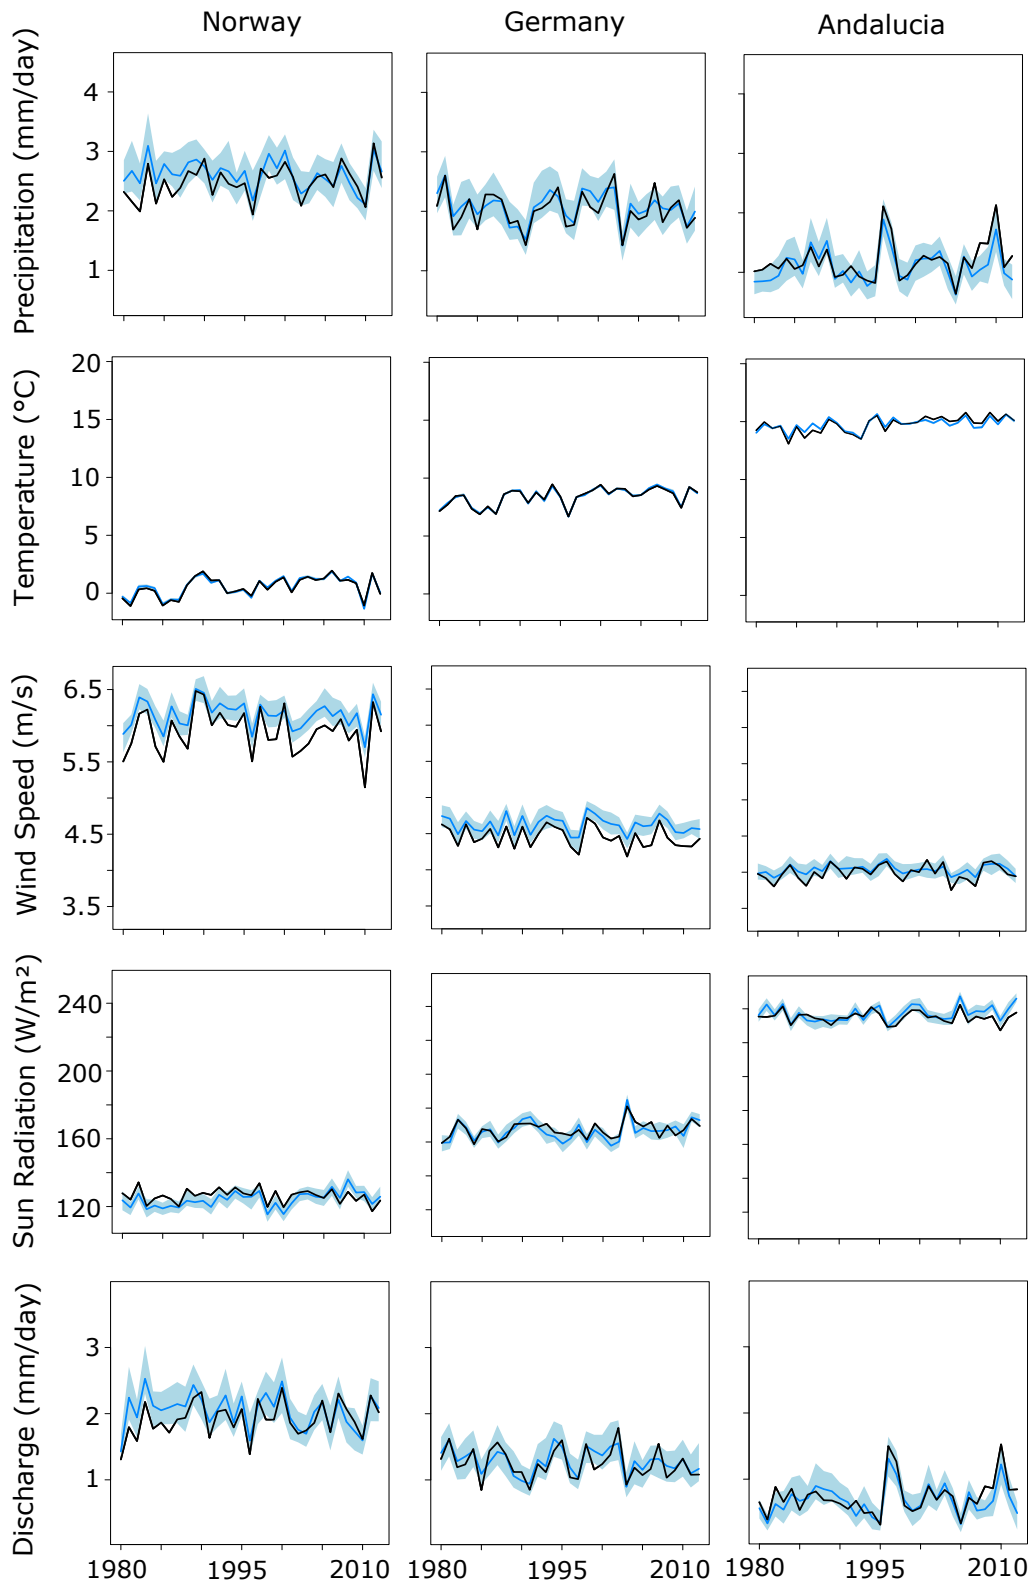 Norway Germany Andalucia
Precipitation (mm/day)
4
3
2
1
Temperature (°C)
20
15
10
5
0
Wind Speed (m/s)
6.5
5.5
4.5
3.5
Sun Radiation (W/m²)
240
200
160
120
Discharge (mm/day)
3
2
1
1980 1995 2010 1980 1995 2010 1980 1995 2010